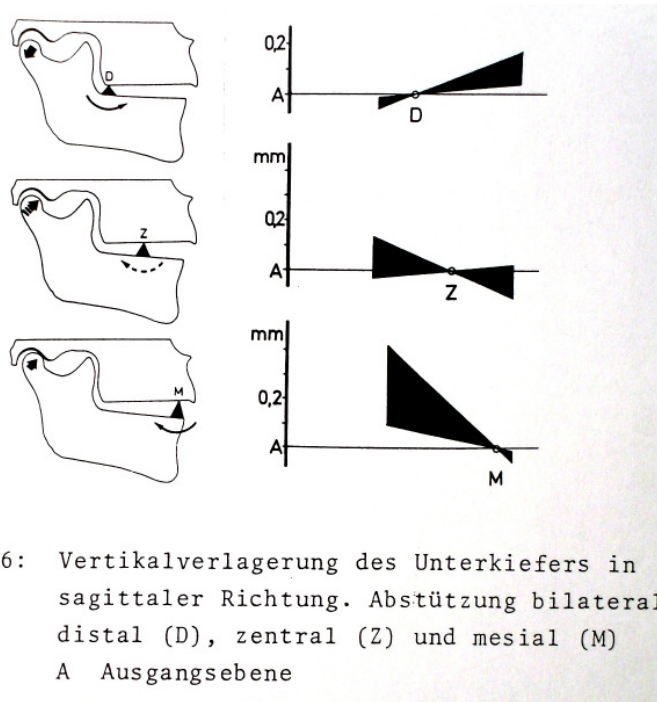 0,2
A
D
D
mm
0,2
A
Z
Z
mm
0,2
A
M
M
6: Vertikalverlagerung des Unterkiefers in
sagittaler Richtung. Abstützung bilateral
distal (D), zentral (Z) und mesial (M)
A Ausgangsebene